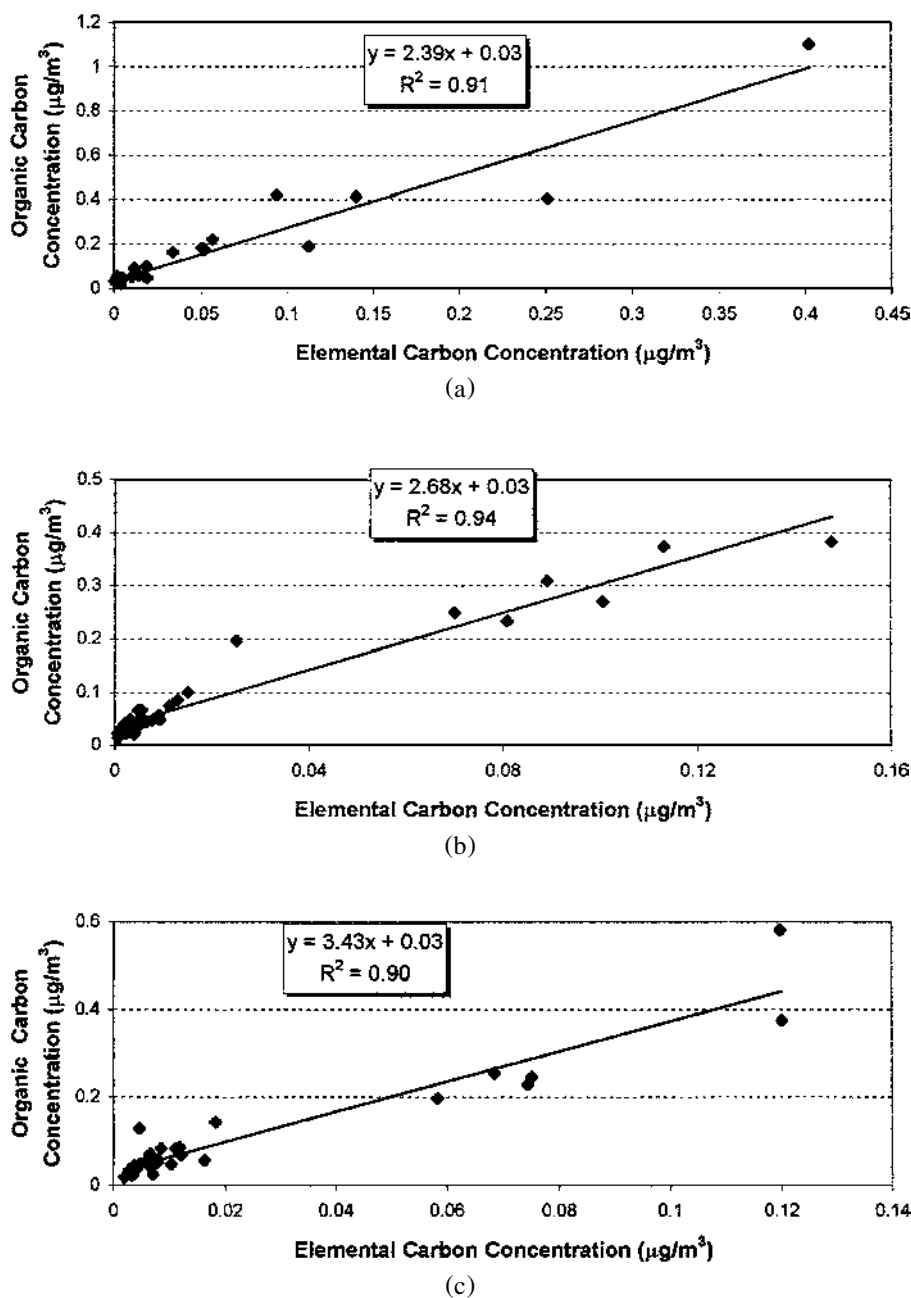 y = 2.39x + 0.03
R² = 0.91
Organic Carbon
Concentration (μg/m³)
1.2
1
0.8
0.6
0.4
0.2
0
0 0.05 0.1 0.15 0.2 0.25 0.3 0.35 0.4 0.45
Elemental Carbon Concentration (μg/m³)
(a)
y = 2.68x + 0.03
R² = 0.94
Organic Carbon
Concentration (μg/m³)
0.5
0.4
0.3
0.2
0.1
0
0 0.04 0.08 0.12 0.16
Elemental Carbon Concentration (μg/m³)
(b)
y = 3.43x + 0.03
R² = 0.90
Organic Carbon
Concentration (μg/m³)
0.6
0.4
0.2
0
0 0.02 0.04 0.06 0.08 0.1 0.12 0.14
Elemental Carbon Concentration (μg/m³)
(c)